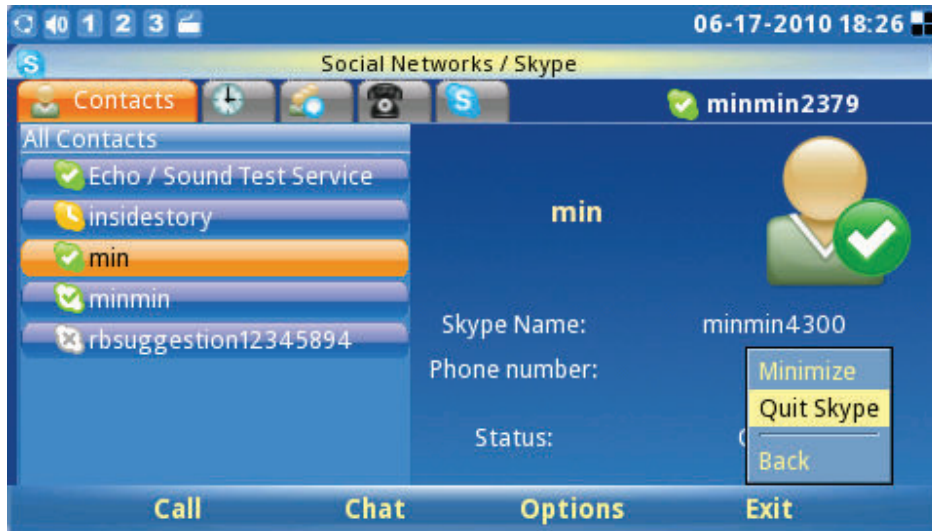 1 2 3 06-17-2010 18:26
Social Networks / Skype
Contacts minmin2379
All Contacts
Echo / Sound Test Service
insidestory
min
minmin
rbsuggestion12345894
min
Skype Name: minmin4300
Phone number:
Status:
Minimize
Quit Skype
Back
Call Chat Options Exit